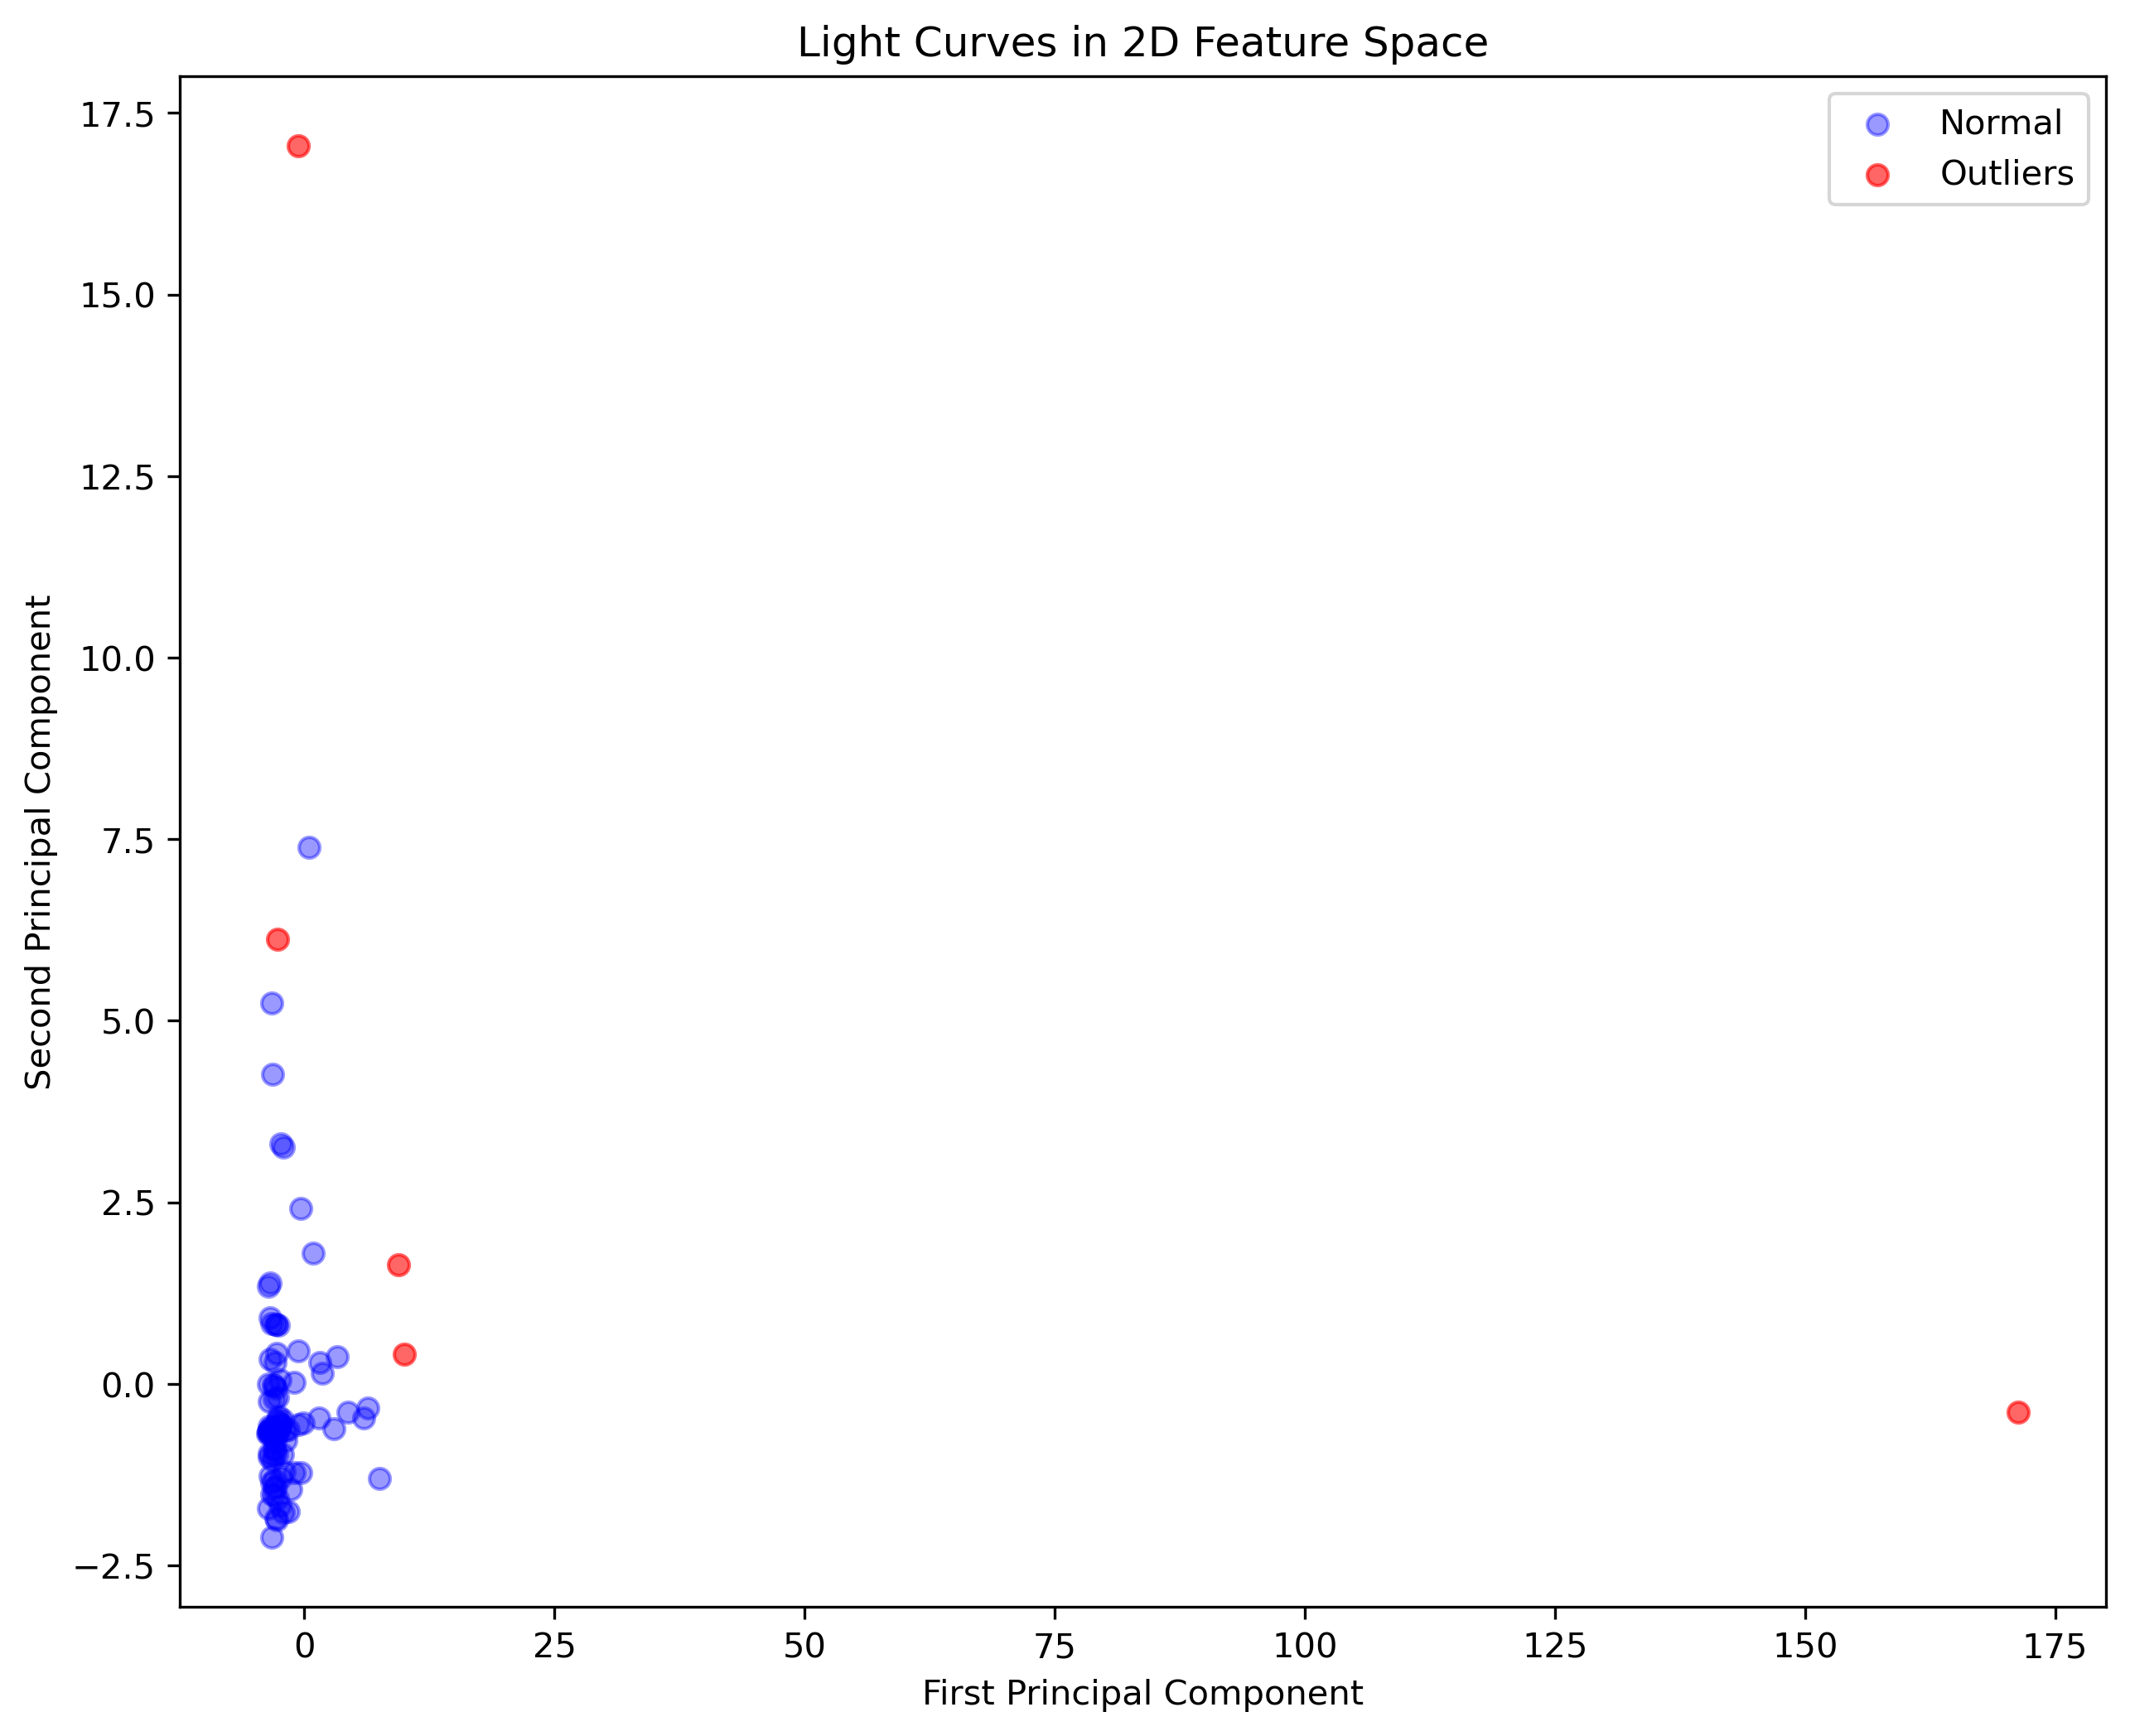 Light Curves in 2D Feature Space
Normal
Outliers
17.5
15.0
12.5
10.0
7.5
5.0
2.5
0.0
−2.5
Second Principal Component
0 25 50 75 100 125 150 175
First Principal Component